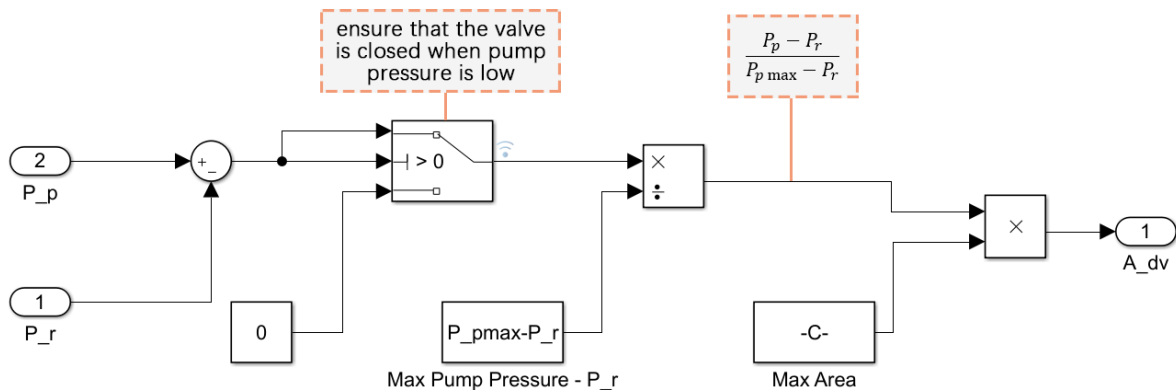 ensure that the valve
is closed when pump
pressure is low
P_p - P_r
P_{p max} - P_r
2
P_p
+
-
> 0
×
÷
×
1
A_dv
1
P_r
0
P_pmax-P_r
Max Pump Pressure - P_r
-C-
Max Area